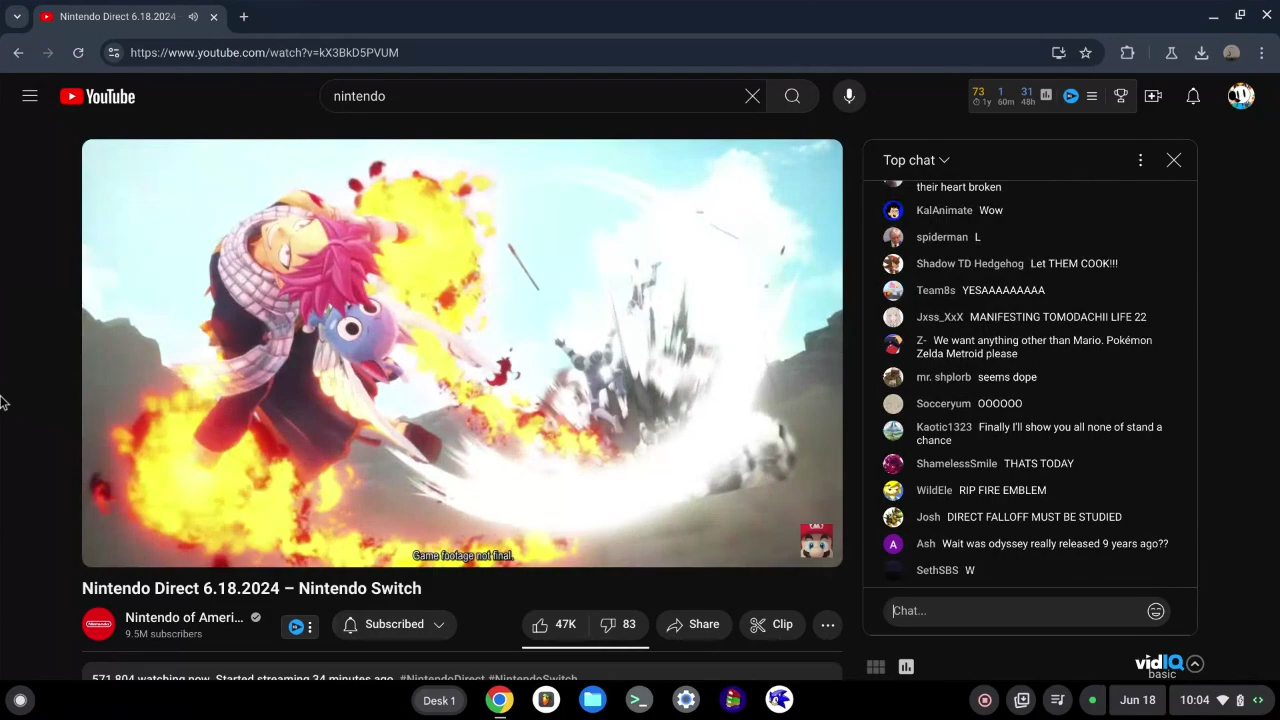 Nintendo Direct 6.18.2024 -
https://www.youtube.com/watch?v=kX3BkD5PVUM
YouTube
nintendo
73 1 31
1y 60m 48h
Top chat
their heart broken
KalAnimate Wow
spiderman L
Shadow TD Hedgehog Let THEM COOK!!!
Team8s YESAAAAAAAAA
Jxss_XxX MANIFESTING TOMODACHII LIFE 22
Z- We want anything other than Mario. Pokémon
Zelda Metroid please
mr. shplorb seems dope
Socceryum OOOOOO
Kaotic1323 Finally I'll show you all none of stand a
chance
ShamelessSmile THATS TODAY
WildEle RIP FIRE EMBLEM
Josh DIRECT FALLOFF MUST BE STUDIED
A Ash Wait was odyssey really released 9 years ago??
SethSBS W
Chat...
Game footage not final.
Nintendo Direct 6.18.2024 – Nintendo Switch
Nintendo
Nintendo of Ameri...
9.5M subscribers
Subscribed
47K
83
Share
Clip
571,804 watching now Started streaming 34 minutes ago #NintendoDirect #NintendoSwitch
vidIQ
basic
Desk 1
Jun 18
10:04